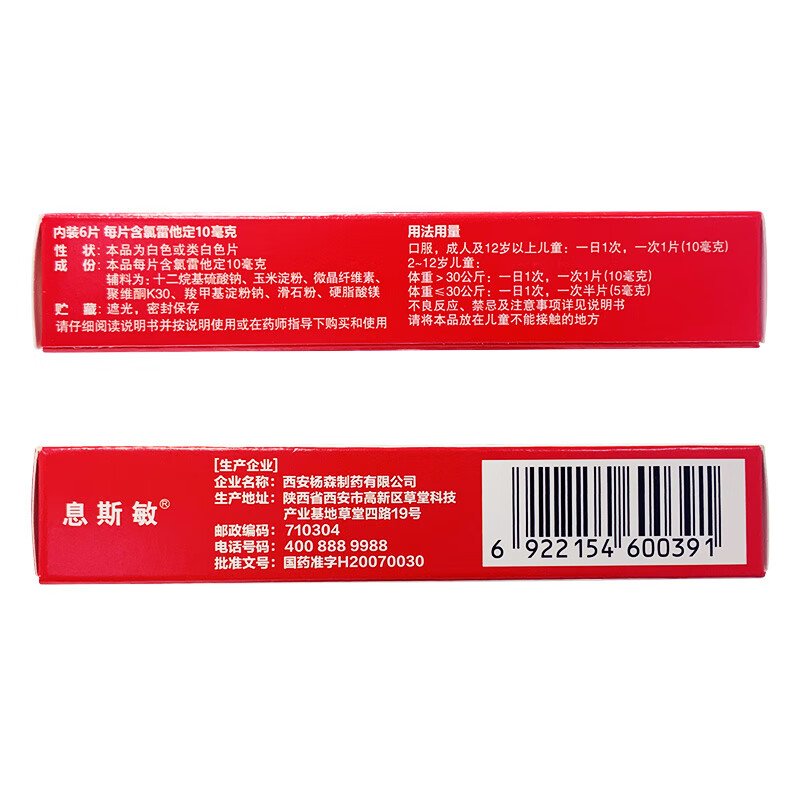 内装6片 每片含氯雷他定10毫克
性 状：本品为白色或类白色片
成 份：本品每片含氯雷他定10毫克
辅料为：十二烷基硫酸钠、玉米淀粉、微晶纤维素、
聚维酮K30、羧甲基淀粉钠、滑石粉、硬脂酸镁
贮 藏：遮光，密封保存
请仔细阅读说明书并按说明使用或在药师指导下购买和使用
用法用量
口服，成人及12岁以上儿童：一日1次，一次1片(10毫克)
2~12岁儿童：
体重＞30公斤：一日1次，一次1片(10毫克)
体重≤30公斤：一日1次，一次半片(5毫克)
不良反应、禁忌及注意事项详见说明书
请将本品放在儿童不能接触的地方
息斯敏®
[生产企业]
企业名称：西安杨森制药有限公司
生产地址：陕西省西安市高新区草堂科技
产业基地草堂四路19号
邮政编码：710304
电话号码：400 888 9988
批准文号：国药准字H20070030
6 922154 600391